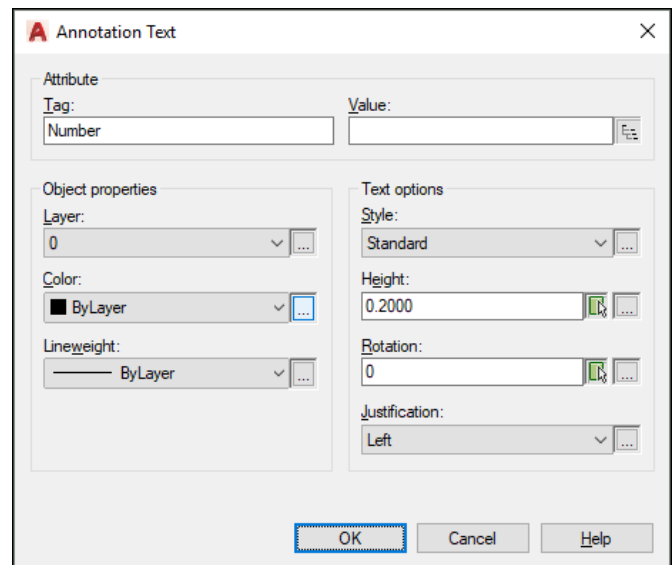 Annotation Text
Attribute
Tag:
Value:
Number
Object properties
Layer:
0
...
Color:
ByLayer
...
Lineweight:
ByLayer
...
Text options
Style:
Standard
...
Height:
0.2000
...
Rotation:
0
...
Justification:
Left
...
OK
Cancel
Help